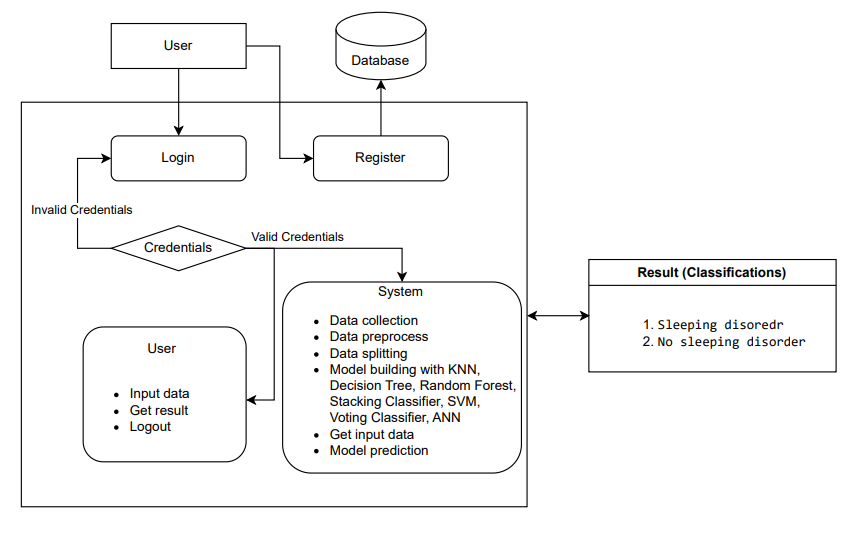 User
Database
Login
Register
Invalid Credentials
Credentials
Valid Credentials
System
• Data collection
• Data preprocess
• Data splitting
• Model building with KNN,
Decision Tree, Random Forest,
Stacking Classifier, SVM,
Voting Classifier, ANN
• Get input data
• Model prediction
User
• Input data
• Get result
• Logout
Result (Classifications)
1. Sleeping disoredr
2. No sleeping disorder